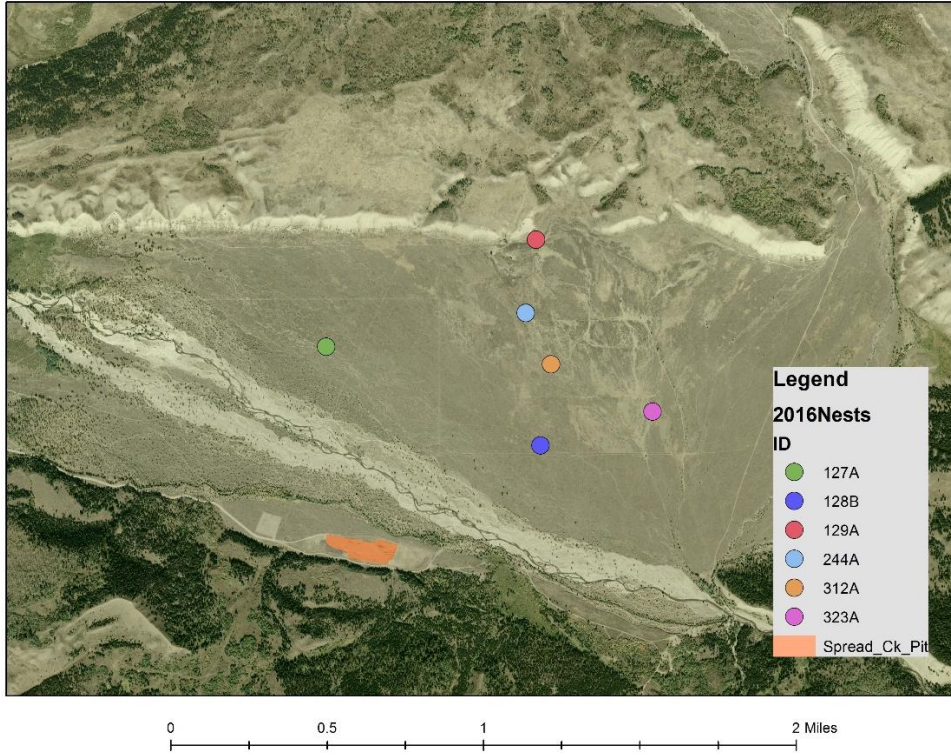 Legend
2016Nests
ID
127A
128B
129A
244A
312A
323A
Spread_Ck_Pit
0 0.5 1 2 Miles